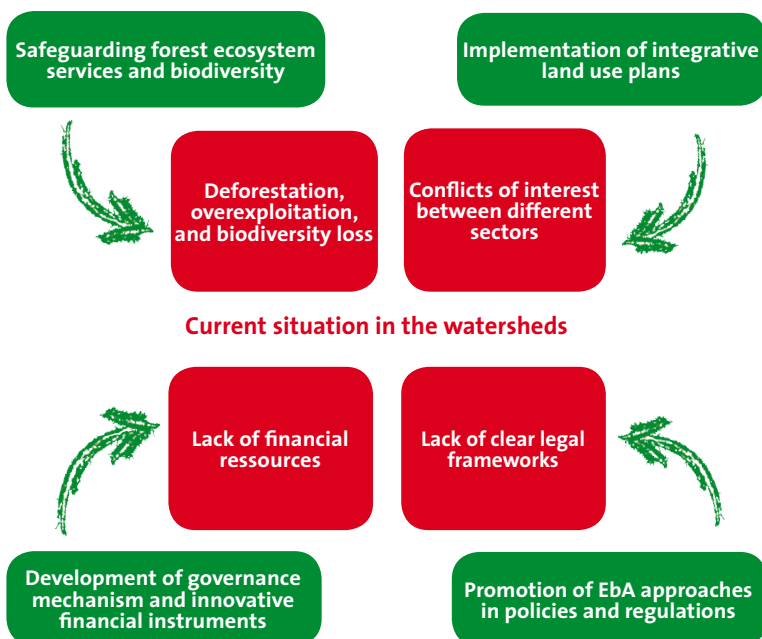 Safeguarding forest ecosystem
services and biodiversity
Implementation of integrative
land use plans
Deforestation,
overexploitation,
and biodiversity loss
Conflicts of interest
between different
sectors
Current situation in the watersheds
Lack of financial
ressources
Lack of clear legal
frameworks
Development of governance
mechanism and innovative
financial instruments
Promotion of EbA approaches
in policies and regulations